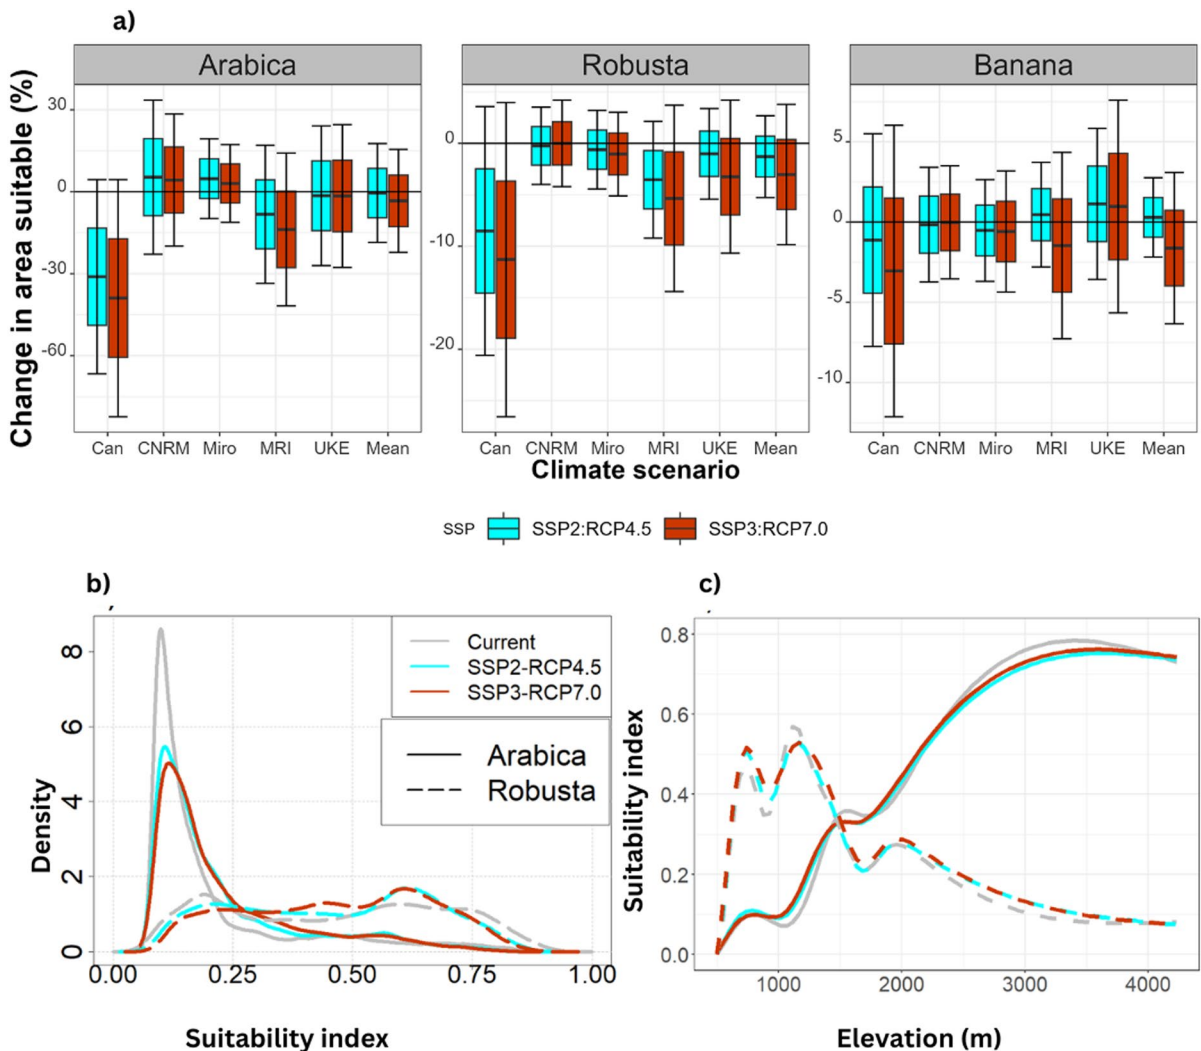 a)
Arabica
Robusta
Banana
Change in area suitable (%)
30
0
-30
-60
0
-10
-20
5
0
-5
-10
Can CNRM Miro MRI UKE Mean
Can CNRM Miro MRI UKE Mean
Can CNRM Miro MRI UKE Mean
Climate scenario
SSP SSP2:RCP4.5 SSP3:RCP7.0
b)
Current
SSP2-RCP4.5
SSP3-RCP7.0
Arabica
Robusta
Density
8
6
4
2
0
0.00 0.25 0.50 0.75 1.00
Suitability index
c)
Suitability index
0.8
0.6
0.4
0.2
0.0
1000 2000 3000 4000
Elevation (m)